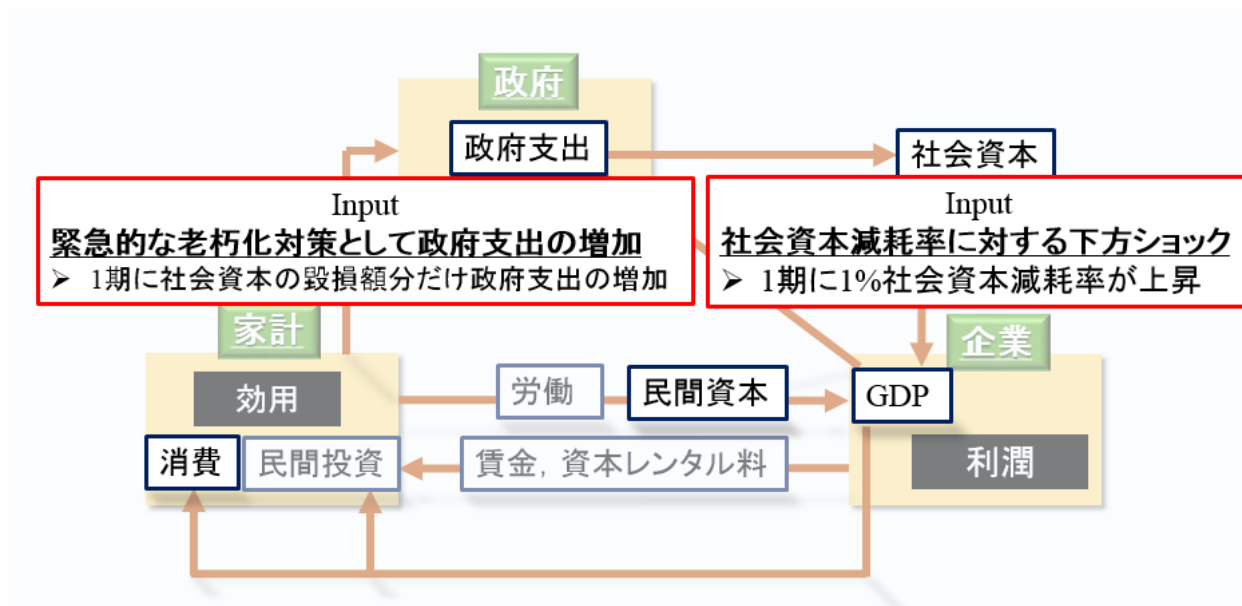 政府
政府支出
社会資本
Input
緊急的な老朽化対策として政府支出の増加
➢ 1期に社会資本の毀損額分だけ政府支出の増加
Input
社会資本減耗率に対する下方ショック
➢ 1期に1%社会資本減耗率が上昇
家計
企業
効用
労働
民間資本
GDP
消費
民間投資
賃金，資本レンタル料
利潤